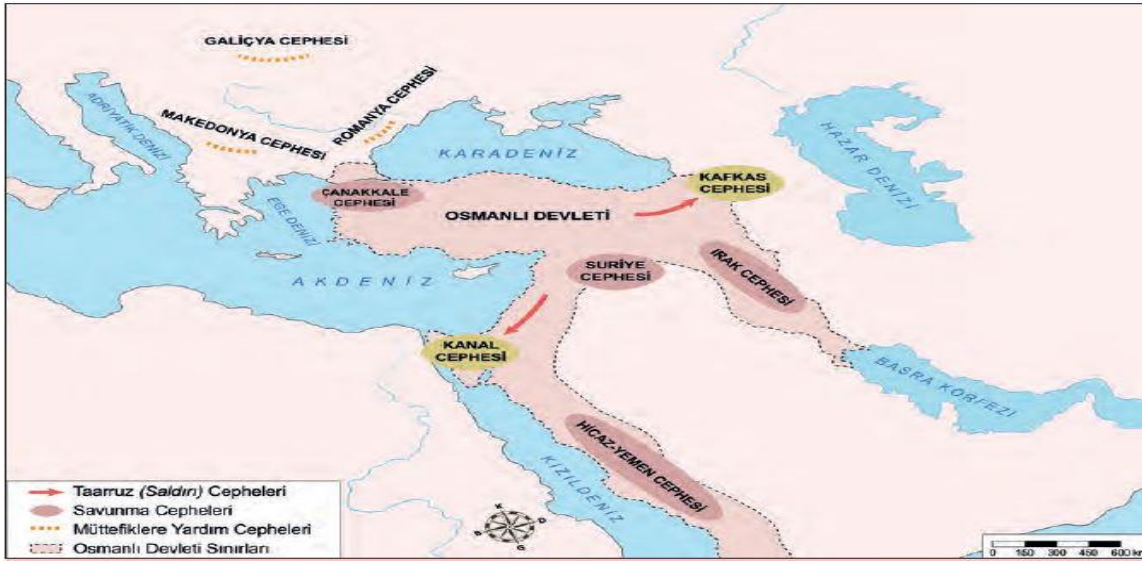 GALİÇYA CEPHESİ
ADRİYATİK DENİZİ
MAKEDONYA CEPHESİ
ROMANYA CEPHESİ
KARADENİZ
HAZAR DENİZİ
ÇANAKKALE
CEPHESİ
KAFKAS
CEPHESİ
EGE DENİZİ
OSMANLI DEVLETİ
AKDENİZ
SURİYE
CEPHESİ
IRAK CEPHESİ
KANAL
CEPHESİ
BASRA KÖRFEZİ
HİCAZ-YEMEN CEPHESİ
KIZILDENİZ
Taarruz (Saldırı) Cepheleri
Savunma Cepheleri
Müttefiklere Yardım Cepheleri
Osmanlı Devleti Sınırları
K
D
G
B
0 150 300 450 600 km